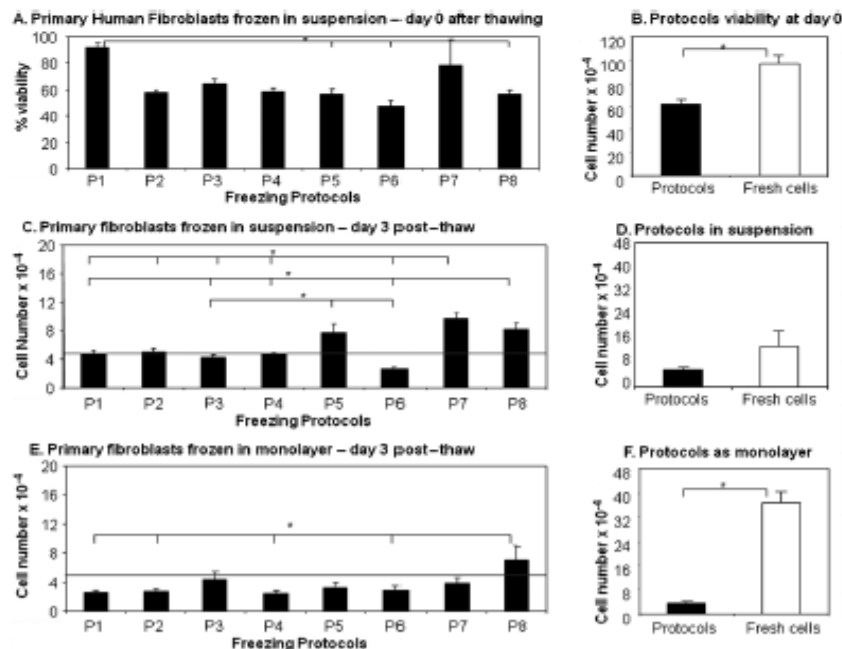 A. Primary Human Fibroblasts frozen in suspension – day 0 after thawing
% viability
100
80
60
40
20
0
*
P1 P2 P3 P4 P5 P6 P7 P8
Freezing Protocols
B. Protocols viability at day 0
Cell number x 10⁻⁴
120
100
80
60
40
20
0
*
Protocols Fresh cells
C. Primary fibroblasts frozen in suspension – day 3 post–thaw
Cell Number x 10⁻⁴
20
16
12
8
4
0
*
*
*
P1 P2 P3 P4 P5 P6 P7 P8
Freezing Protocols
D. Protocols in suspension
Cell number x 10⁻⁴
48
40
32
24
16
8
0
Protocols Fresh cells
E. Primary fibroblasts frozen in monolayer – day 3 post–thaw
Cell number x 10⁻⁴
20
16
12
8
4
0
*
P1 P2 P3 P4 P5 P6 P7 P8
Freezing Protocols
F. Protocols as monolayer
Cell number x 10⁻⁴
48
40
32
24
16
8
0
*
Protocols Fresh cells